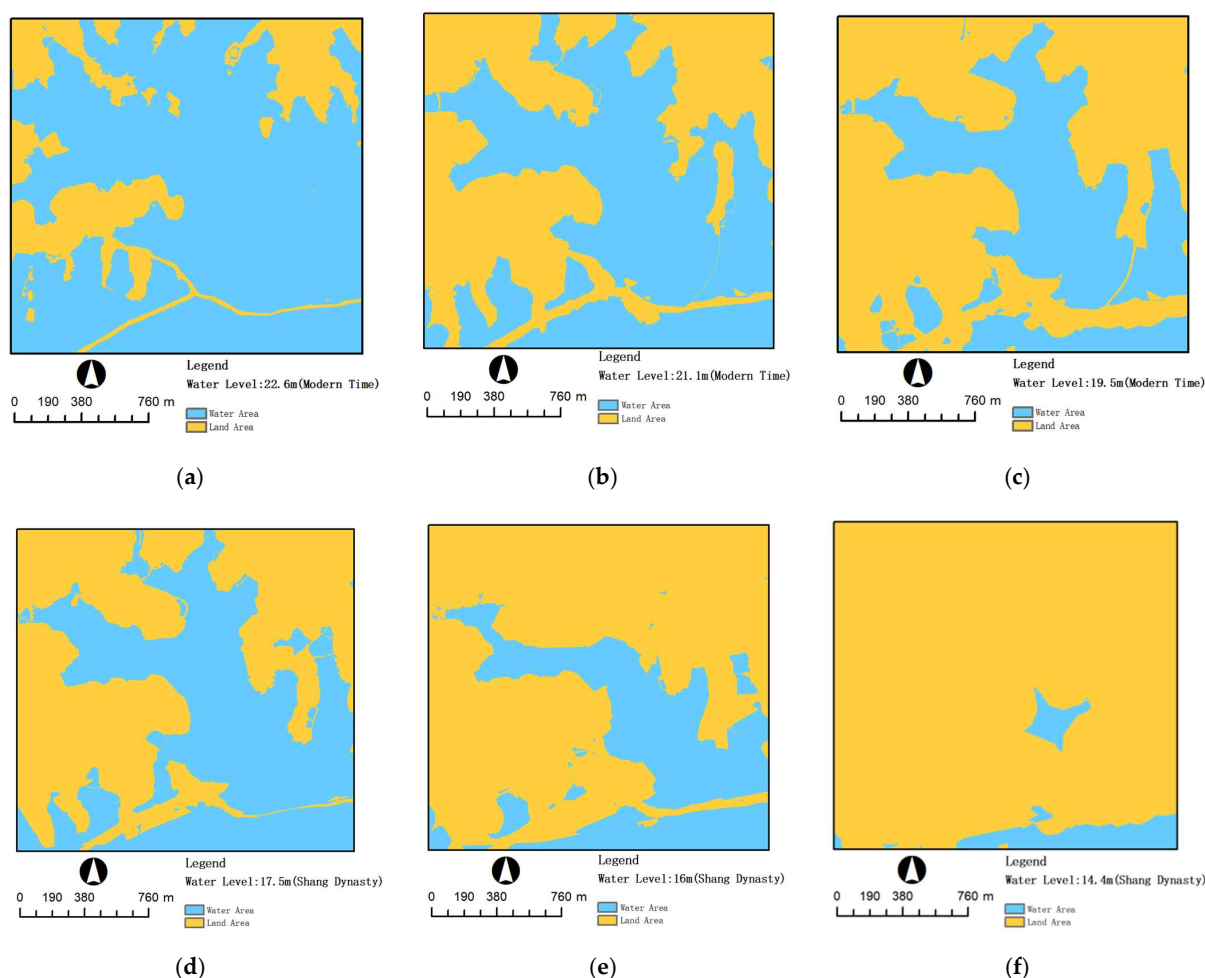 Legend
Water Level:22.6m(Modern Time)
0 190 380 760 m
Water Area
Land Area
(a)
Legend
Water Level:21.1m(Modern Time)
0 190 380 760 m
Water Area
Land Area
(b)
Legend
Water Level:19.5m(Modern Time)
0 190 380 760 m
Water Area
Land Area
(c)
Legend
Water Level:17.5m(Shang Dynasty)
0 190 380 760 m
Water Area
Land Area
(d)
Legend
Water Level:16m(Shang Dynasty)
0 190 380 760 m
Water Area
Land Area
(e)
Legend
Water Level:14.4m(Shang Dynasty)
0 190 380 760 m
Water Area
Land Area
(f)